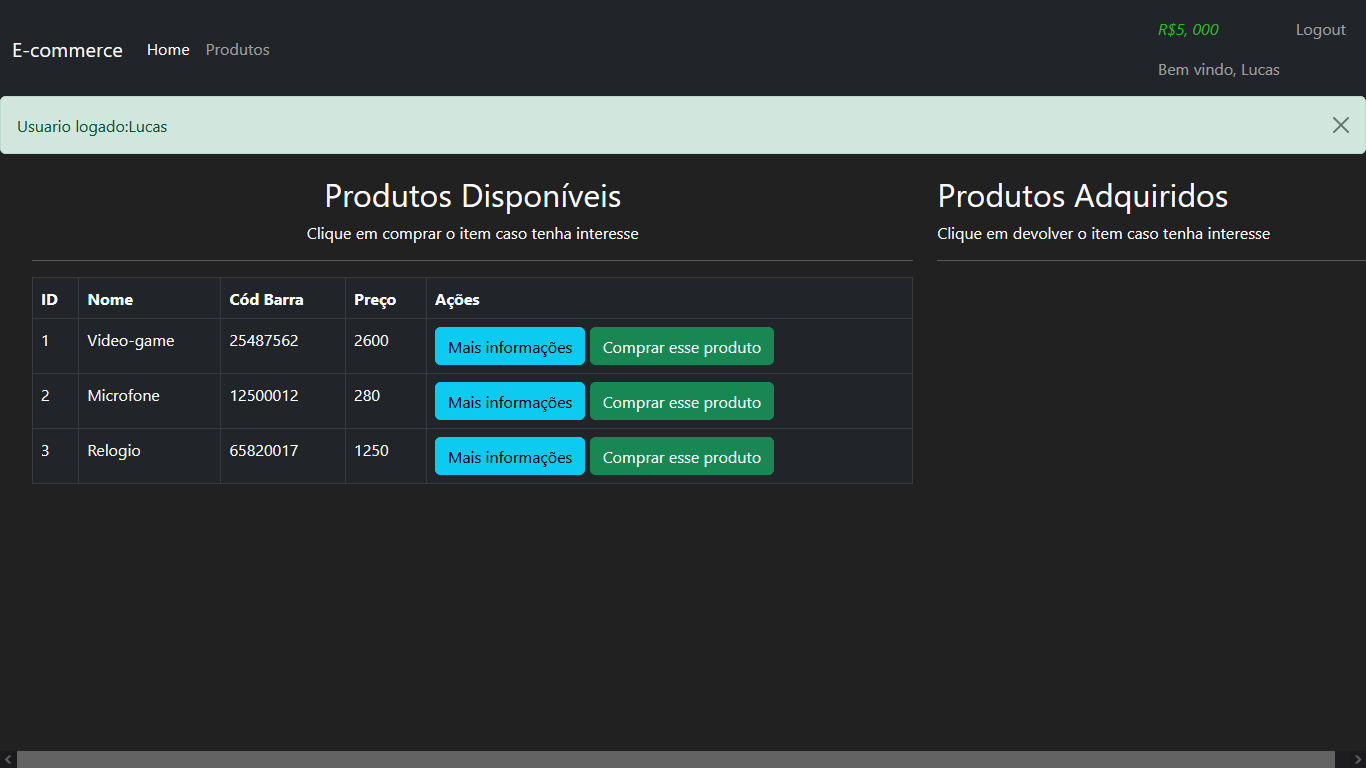 E-commerce Home Produtos
R$5, 000 Logout
Bem vindo, Lucas
Usuario logado:Lucas
Produtos Disponíveis
Clique em comprar o item caso tenha interesse
ID Nome Cód Barra Preço Ações
1 Video-game 25487562 2600 Mais informações Comprar esse produto
2 Microfone 12500012 280 Mais informações Comprar esse produto
3 Relogio 65820017 1250 Mais informações Comprar esse produto
Produtos Adquiridos
Clique em devolver o item caso tenha interesse